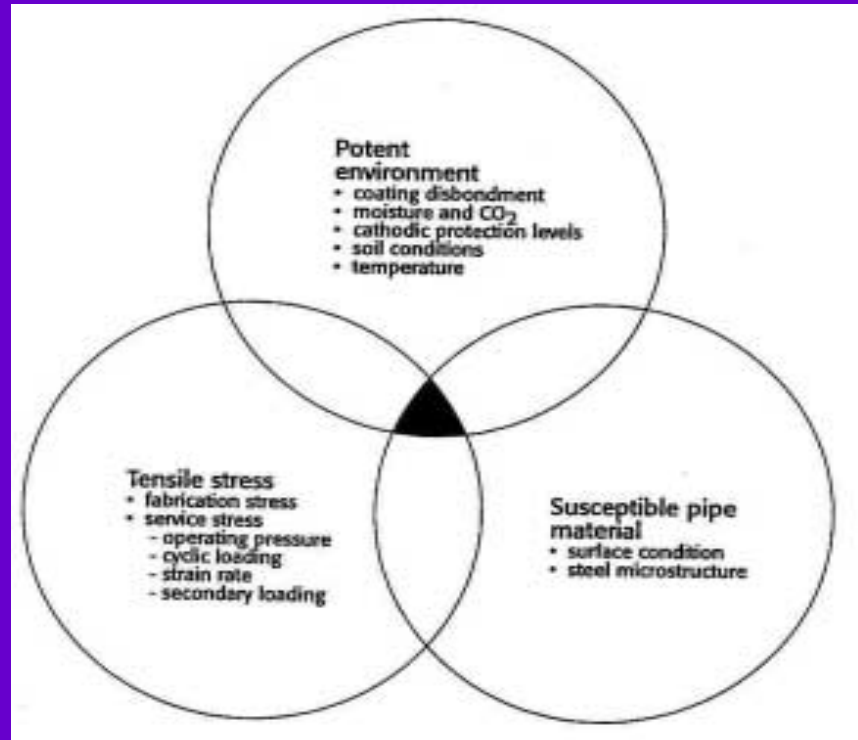 Potent
environment
• coating disbondment
• moisture and CO₂
• cathodic protection levels
• soil conditions
• temperature
Tensile stress
• fabrication stress
• service stress
- operating pressure
- cyclic loading
- strain rate
- secondary loading
Susceptible pipe
material
• surface condition
• steel microstructure